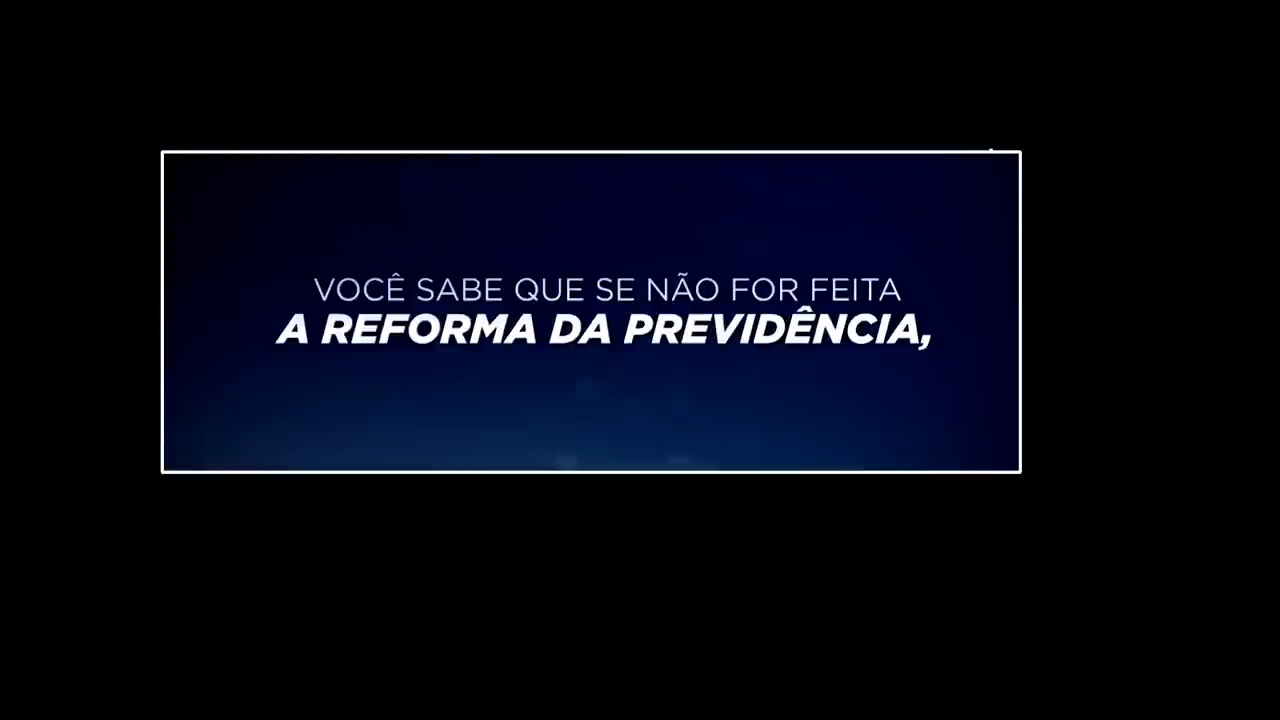 VOCÊ SABE QUE SE NÃO FOR FEITA
A REFORMA DA PREVIDÊNCIA,